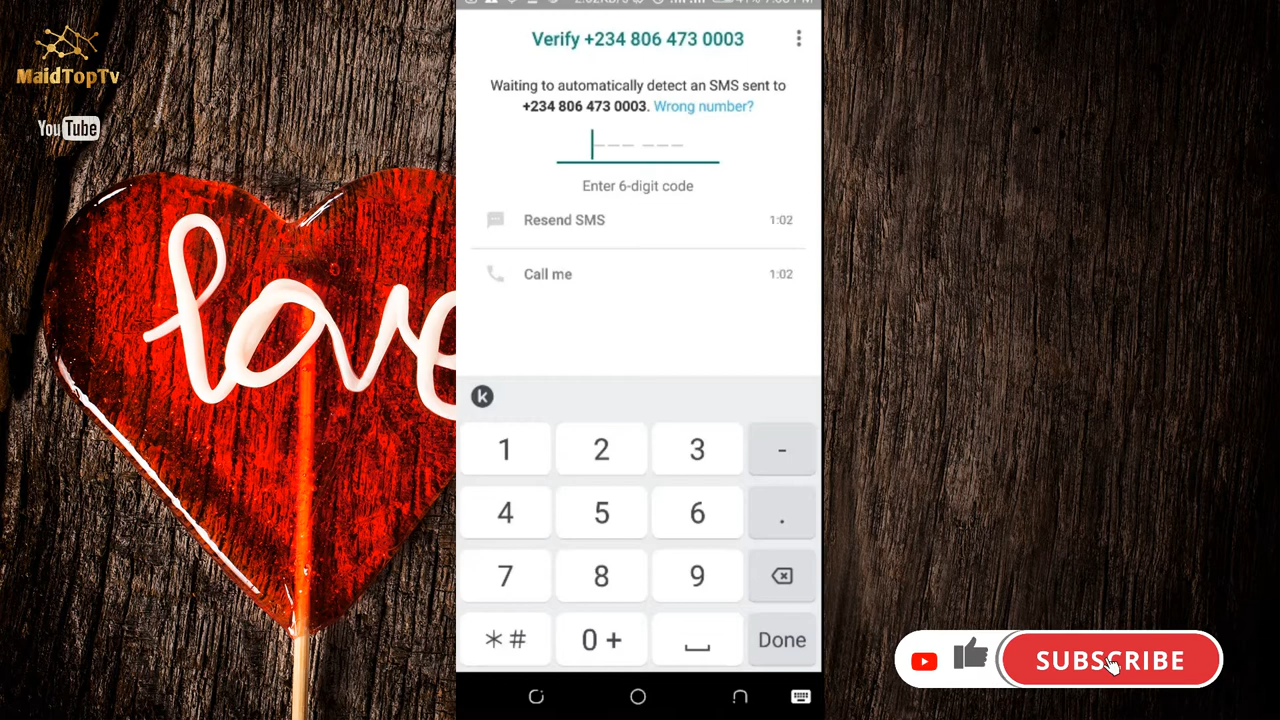 MaidTopTv
YouTube
love
Verify +234 806 473 0003
Waiting to automatically detect an SMS sent to
+234 806 473 0003. Wrong number?
Enter 6-digit code
Resend SMS 1:02
Call me 1:02
k
1 2 3 -
4 5 6 .
7 8 9
*# 0 +
Done
SUBSCRIBE